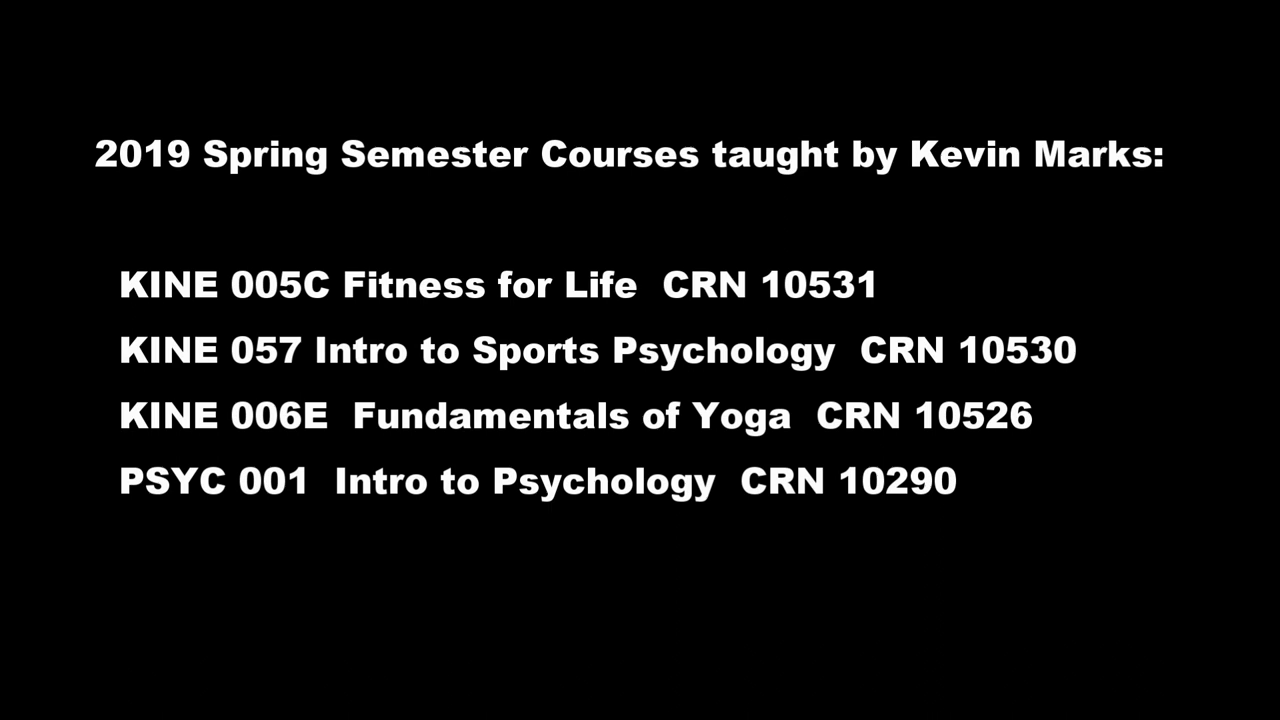 2019 Spring Semester Courses taught by Kevin Marks:
KINE 005C Fitness for Life  CRN 10531
KINE 057 Intro to Sports Psychology  CRN 10530
KINE 006E  Fundamentals of Yoga  CRN 10526
PSYC 001  Intro to Psychology  CRN 10290